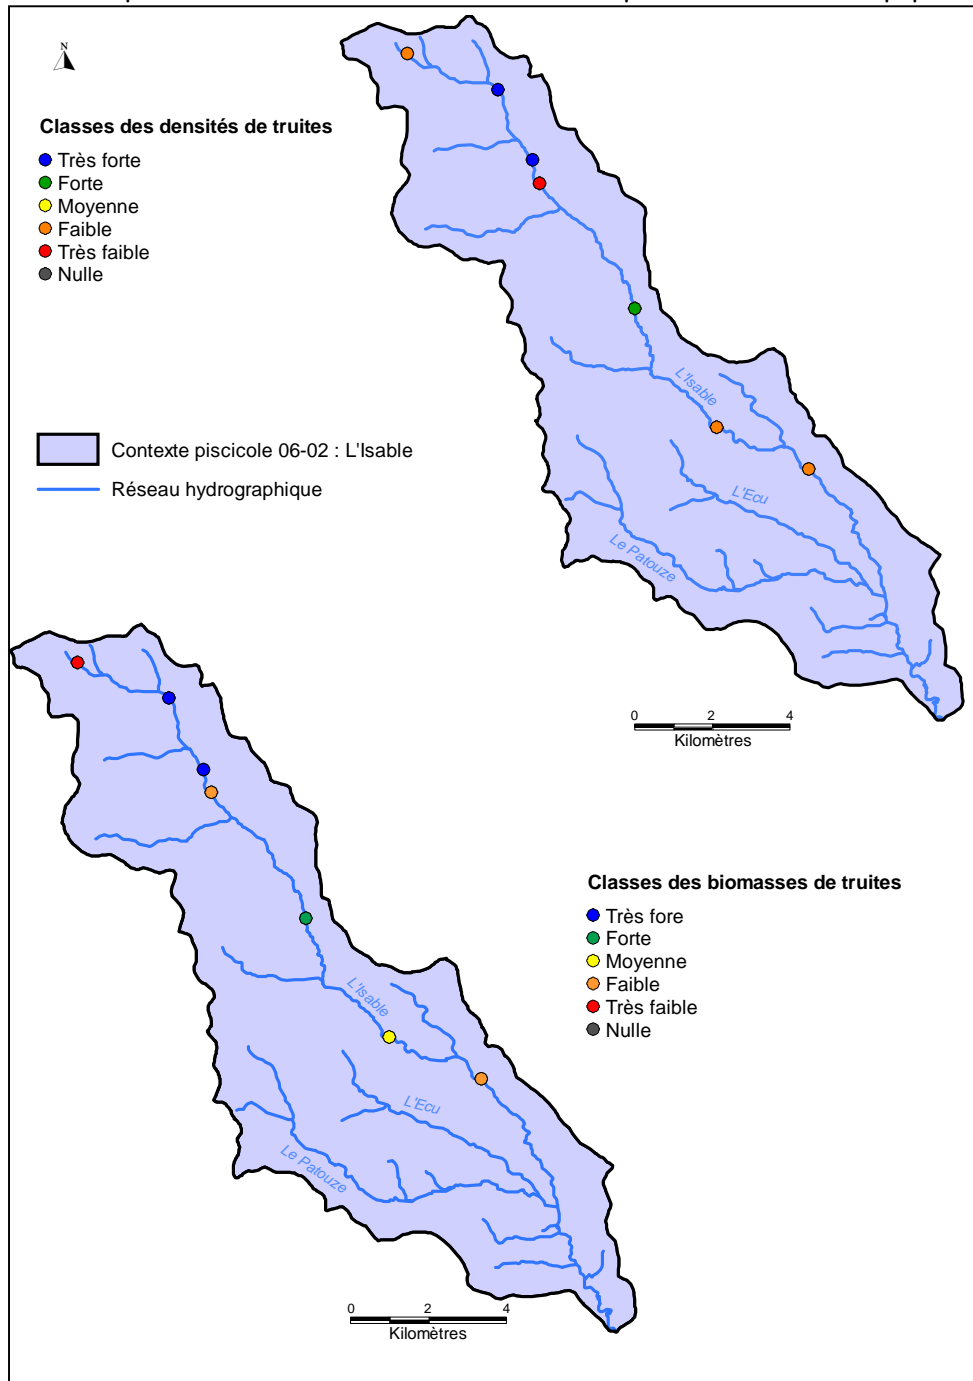 N
Classes des densités de truites
Très forte
Forte
Moyenne
Faible
Très faible
Nulle
L'Isable
Contexte piscicole 06-02 : L'Isable
Réseau hydrographique
L'Ecu
Le Patouze
0 2 4
Kilomètres
Classes des biomasses de truites
Très fore
Forte
Moyenne
Faible
Très faible
Nulle
L'Isable
L'Ecu
Le Patouze
0 2 4
Kilomètres